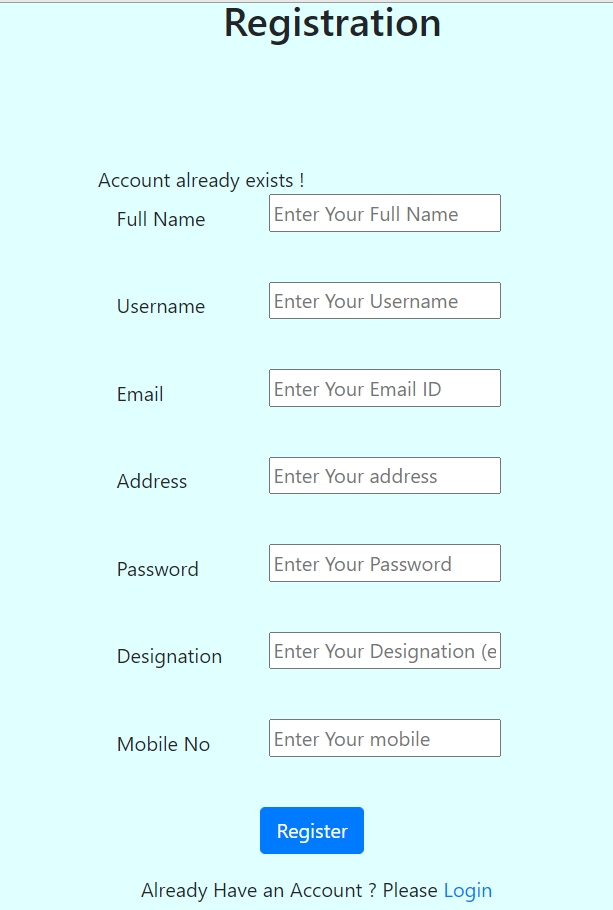 Registration
Account already exists !
Full Name Enter Your Full Name
Username Enter Your Username
Email Enter Your Email ID
Address Enter Your address
Password Enter Your Password
Designation Enter Your Designation (e
Mobile No Enter Your mobile
Register
Already Have an Account ? Please Login